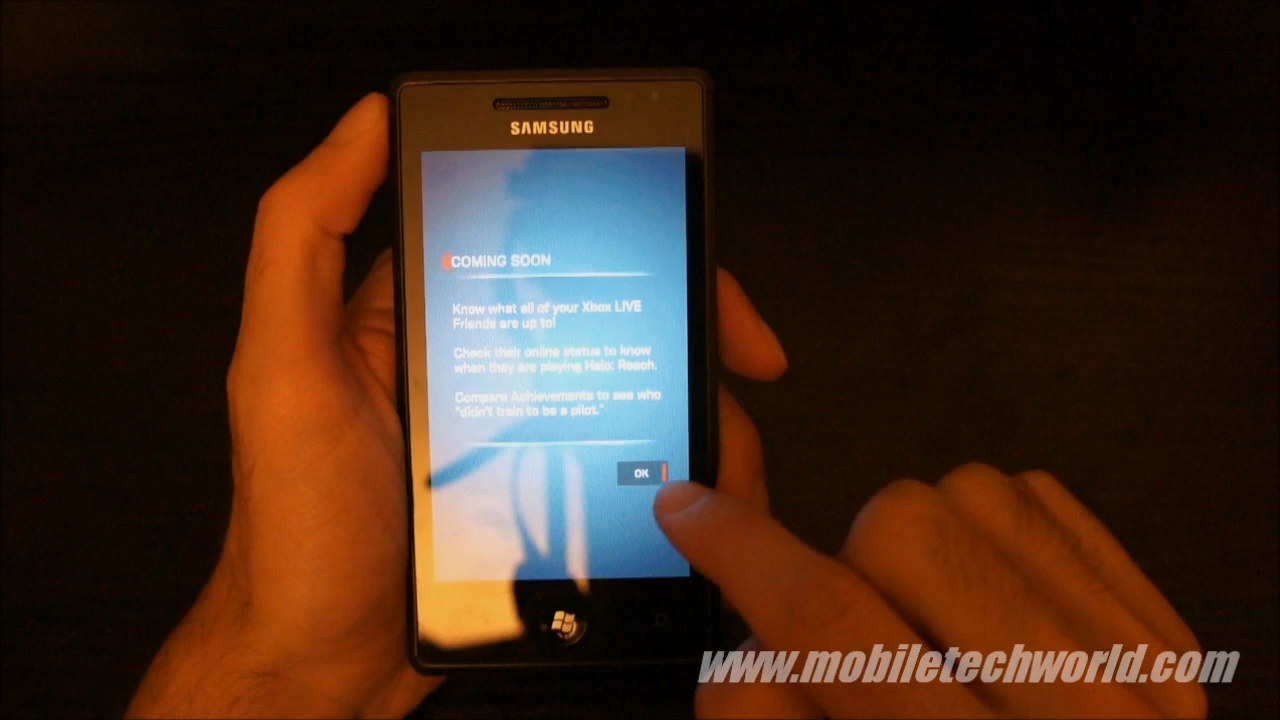 SAMSUNG
COMING SOON
Know what all of your Xbox LIVE
Friends are up to!
Check their online status to know
when they are playing Halo: Reach.
Compare Achievements to see who
"didn't train to be a pilot."
OK
www.mobiletechworld.com